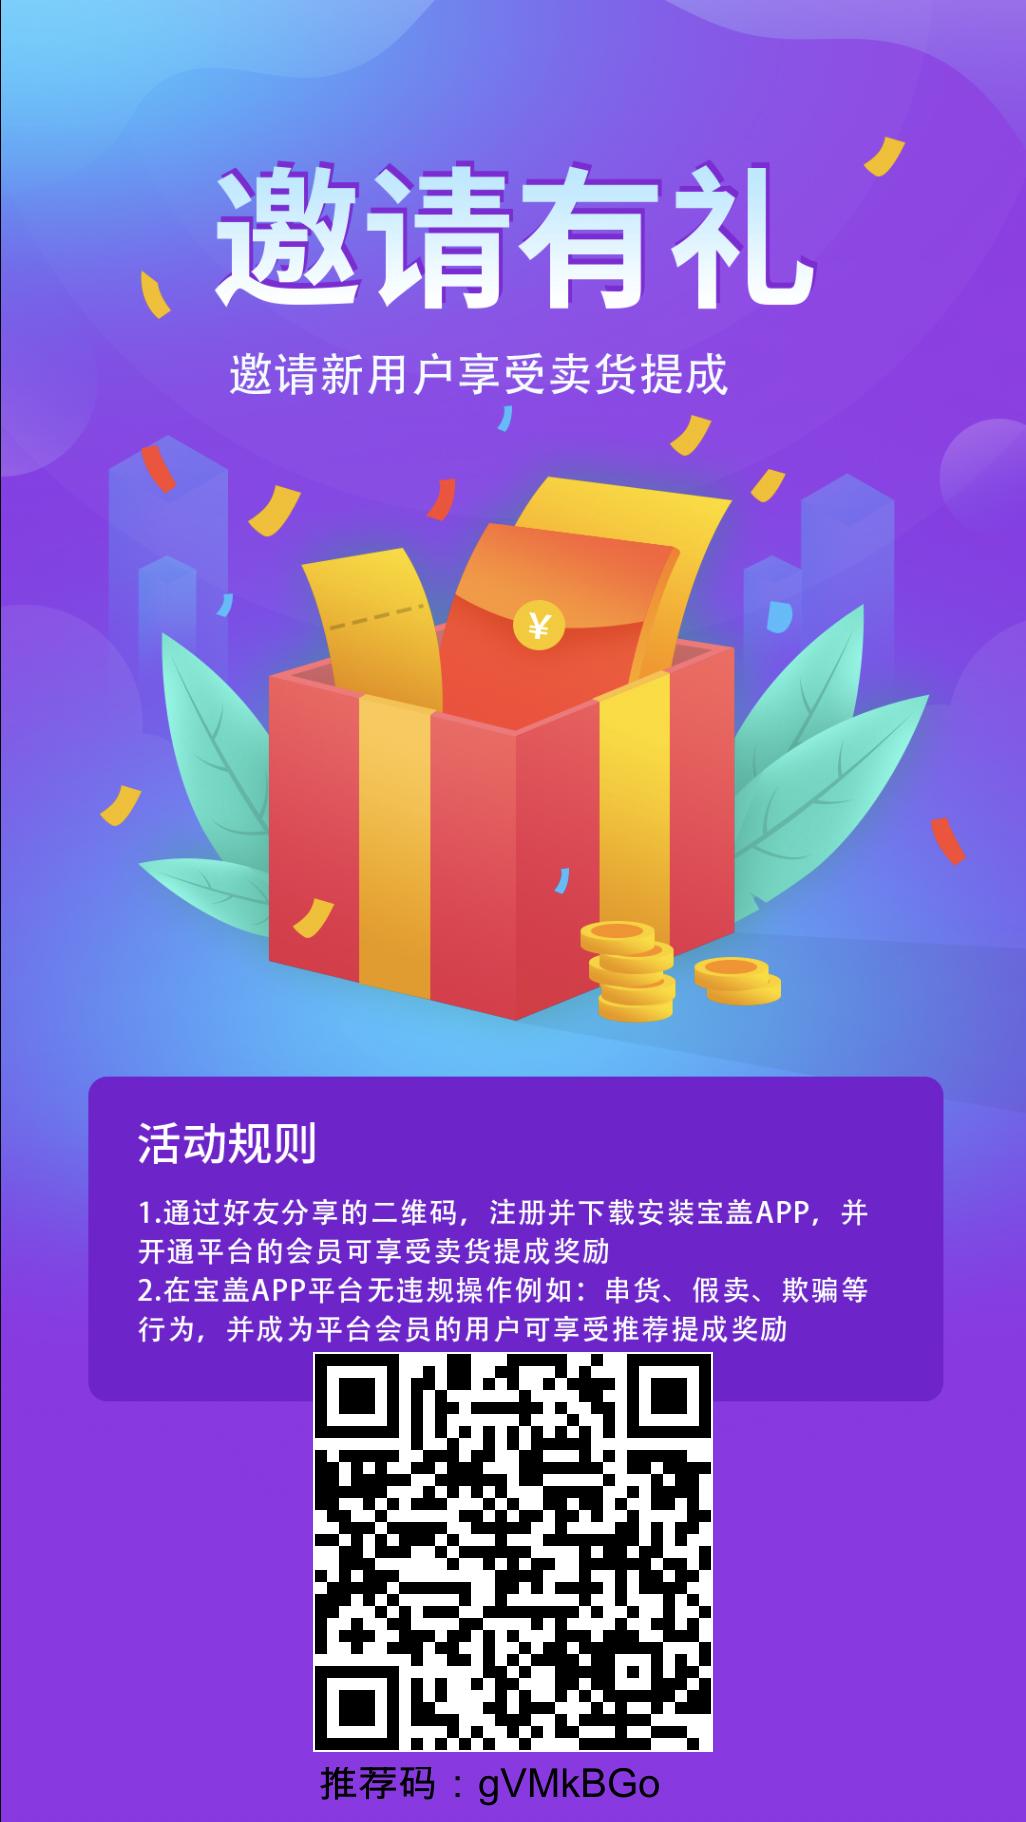 邀请有礼
邀请新用户享受卖货提成
¥
活动规则
1.通过好友分享的二维码，注册并下载安装宝盖APP，并
开通平台的会员可享受卖货提成奖励
2.在宝盖APP平台无违规操作例如：串货、假卖、欺骗等
行为，并成为平台会员的用户可享受推荐提成奖励
推荐码：gVMkBGo